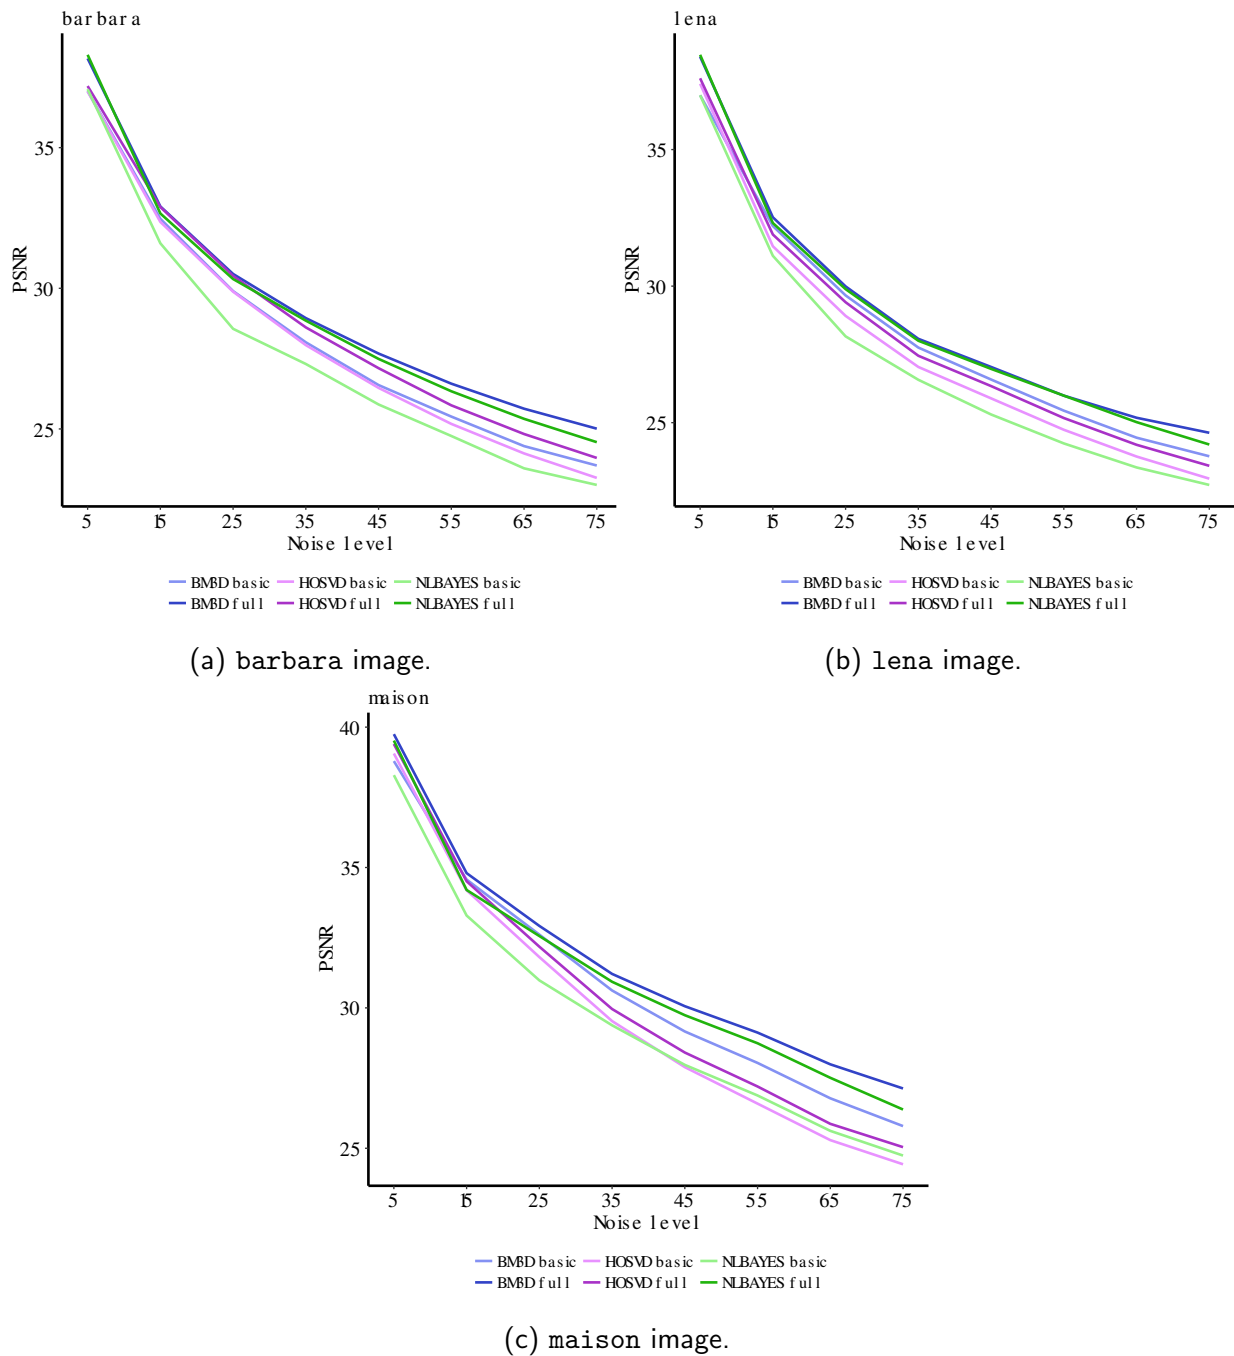 barbara
35
30
25
PSNR
5 15 25 35 45 55 65 75
Noise level
BM3D basic HOSVD basic NLBAYES basic
BM3D full HOSVD full NLBAYES full
(a) barbara image.
lena
35
30
25
PSNR
5 15 25 35 45 55 65 75
Noise level
BM3D basic HOSVD basic NLBAYES basic
BM3D full HOSVD full NLBAYES full
(b) lena image.
maison
40
35
30
25
PSNR
5 15 25 35 45 55 65 75
Noise level
BM3D basic HOSVD basic NLBAYES basic
BM3D full HOSVD full NLBAYES full
(c) maison image.